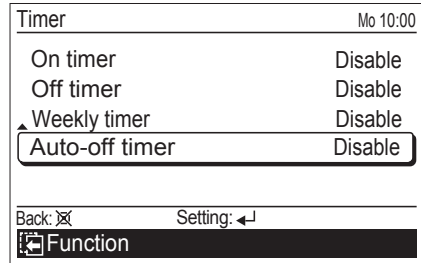 Timer Mo 10:00
On timer Disable
Off timer Disable
Weekly timer Disable
Auto-off timer Disable
Back: Setting:
Function